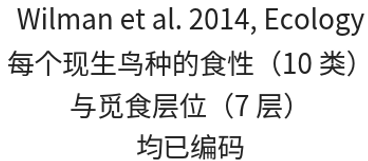 Wilman et al. 2014, Ecology
每个现生鸟种的食性（10 类）
与觅食层位（7 层）
均已编码